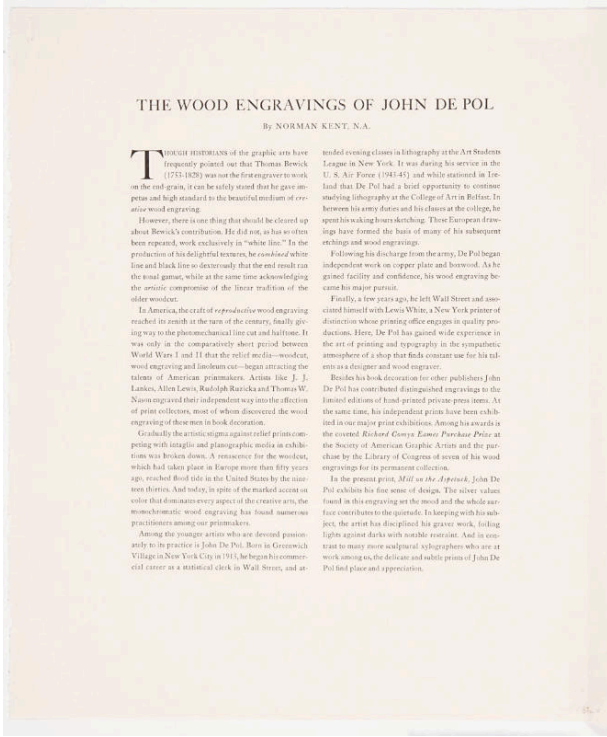 THE WOOD ENGRAVINGS OF JOHN DE POL
By NORMAN KENT, N.A.
THOUGH HISTORIANS of the graphic arts have
frequently pointed out that Thomas Bewick
(1753-1828) was not the first engraver to work
on the end-grain, it can be safely stated that he gave im-
petus and high standard to the beautiful medium of cre-
ative wood engraving.
However, there is one thing that should be cleared up
about Bewick's contribution. He did not, as has so often
been repeated, work exclusively in "white line." In the
production of his delightful textures, he combined white
line and black line so dexterously that the end result ran
the tonal gamut, while at the same time acknowledging
the artistic compromise of the linear tradition of the
older woodcut.
In America, the craft of reproductive wood engraving
reached its zenith at the turn of the century, finally giv-
ing way to the photomechanical line cut and halftone. It
was only in the comparatively short period between
World Wars I and II that the relief media—woodcut,
wood engraving and linoleum cut—began attracting the
talents of American printmakers. Artists like J. J.
Lankes, Allen Lewis, Rudolph Ruzicka and Thomas W.
Nason engraved their independent way into the affection
of print collectors, most of whom discovered the wood
engraving of these men in book decoration.
Gradually the artistic stigma against relief prints com-
peting with intaglio and planographic media in exhibi-
tions was broken down. A renascence for the woodcut,
which had taken place in Europe more than fifty years
ago, reached flood tide in the United States by the nine-
teen thirties. And today, in spite of the marked accent on
color that dominates every aspect of the creative arts, the
monochromatic wood engraving has found numerous
practitioners among our printmakers.
Among the younger artists who are devoted passion-
ately to its practice is John De Pol. Born in Greenwich
Village in New York City in 1913, he began his commer-
cial career as a statistical clerk in Wall Street, and at-
tended evening classes in lithography at the Art Students
League in New York. It was during his service in the
U. S. Air Force (1943-45) and while stationed in Ire-
land that De Pol had a brief opportunity to continue
studying lithography at the College of Art in Belfast. In
between his army duties and his classes at the college, he
spent his waking hours sketching. These European draw-
ings have formed the basis of many of his subsequent
etchings and wood engravings.
Following his discharge from the army, De Pol began
independent work on copper plate and boxwood. As he
gained facility and confidence, his wood engraving be-
came his major pursuit.
Finally, a few years ago, he left Wall Street and asso-
ciated himself with Lewis White, a New York printer of
distinction whose printing office engages in quality pro-
ductions. Here, De Pol has gained wide experience in
the art of printing and typography in the sympathetic
atmosphere of a shop that finds constant use for his tal-
ents as a designer and wood engraver.
Besides his book decoration for other publishers John
De Pol has contributed distinguished engravings to the
limited editions of hand-printed private-press items. At
the same time, his independent prints have been exhib-
ited in our major print exhibitions. Among his awards is
the coveted Richard Comyn Eames Purchase Prize at
the Society of American Graphic Artists and the pur-
chase by the Library of Congress of seven of his wood
engravings for its permanent collection.
In the present print, Mill on the Aspetuck, John De
Pol exhibits his fine sense of design. The silver values
found in this engraving set the mood and the whole sur-
face contributes to the quietude. In keeping with his sub-
ject, the artist has disciplined his graver work, foiling
lights against darks with notable restraint. And in con-
trast to many more sculptural xylographers who are at
work among us, the delicate and subtle prints of John De
Pol find place and appreciation.